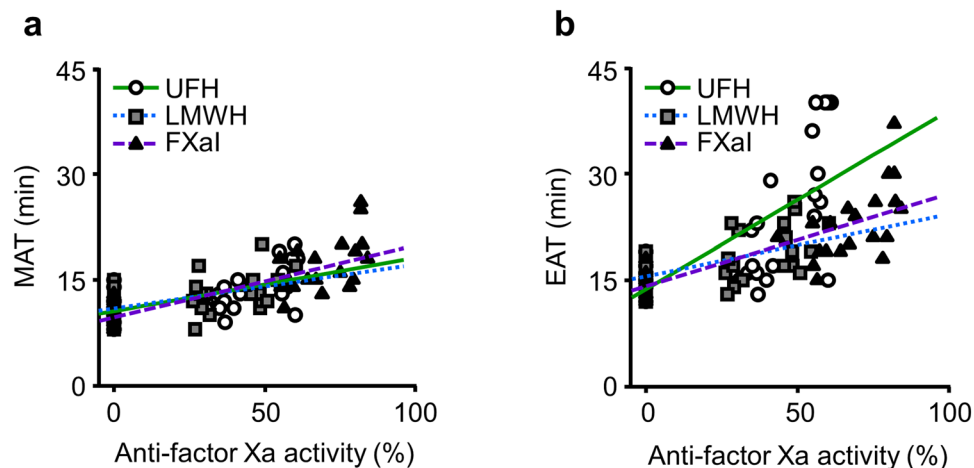 a
45
30
15
0
MAT (min)
UFH
LMWH
FXaI
0
50
100
Anti-factor Xa activity (%)
b
45
30
15
0
EAT (min)
UFH
LMWH
FXaI
0
50
100
Anti-factor Xa activity (%)